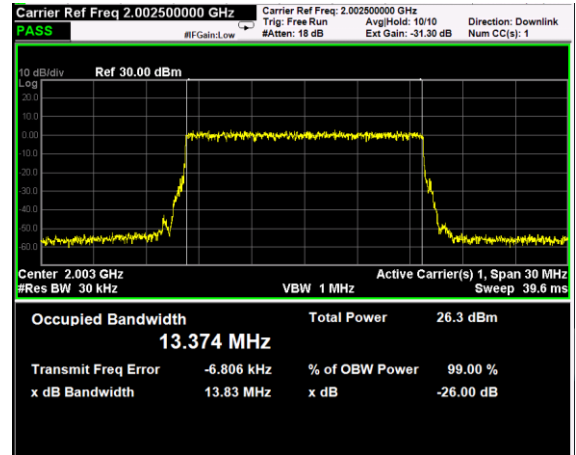 Carrier Ref Freq 2.002500000 GHz
Carrier Ref Freq: 2.002500000 GHz
PASS
#IFGain:Low
Trig: Free Run
#Atten: 18 dB
Avg|Hold: 10/10
Ext Gain: -31.30 dB
Direction: Downlink
Num CC(s): 1
10 dB/div Ref 30.00 dBm
Log
20.0
10.0
0.00
-10.0
-20.0
-30.0
-40.0
-50.0
-60.0
Center 2.003 GHz Active Carrier(s) 1, Span 30 MHz
#Res BW 30 kHz VBW 1 MHz Sweep 39.6 ms
Occupied Bandwidth Total Power 26.3 dBm
13.374 MHz
Transmit Freq Error -6.806 kHz % of OBW Power 99.00 %
x dB Bandwidth 13.83 MHz x dB -26.00 dB